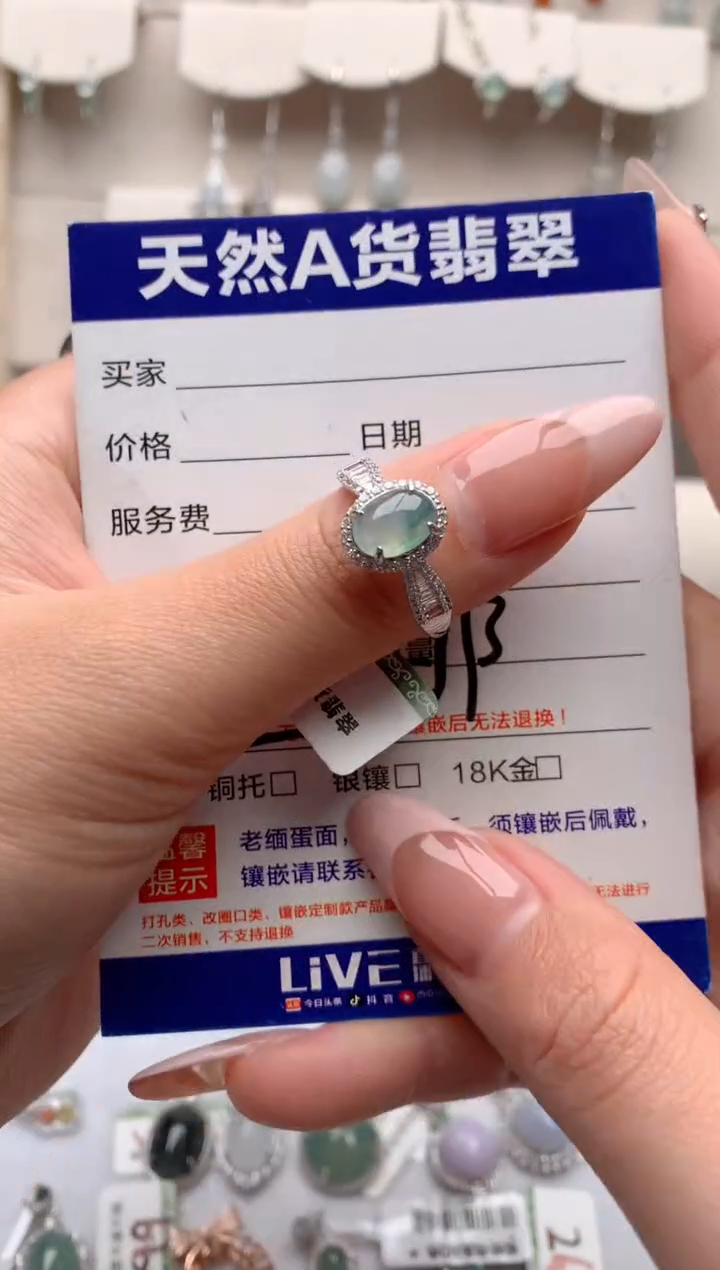 天然A货翡翠
买家
价格 日期
服务费
翡翠
嵌后无法退换！
铜托□ 银镶□ 18K金□
老缅蛋面， 须镶嵌后佩戴，
馨 镶嵌请联系
提示
打孔类、改圈口类、镶嵌定制款产品 无法进行
二次销售，不支持退换
LiVE
今日头条 抖音